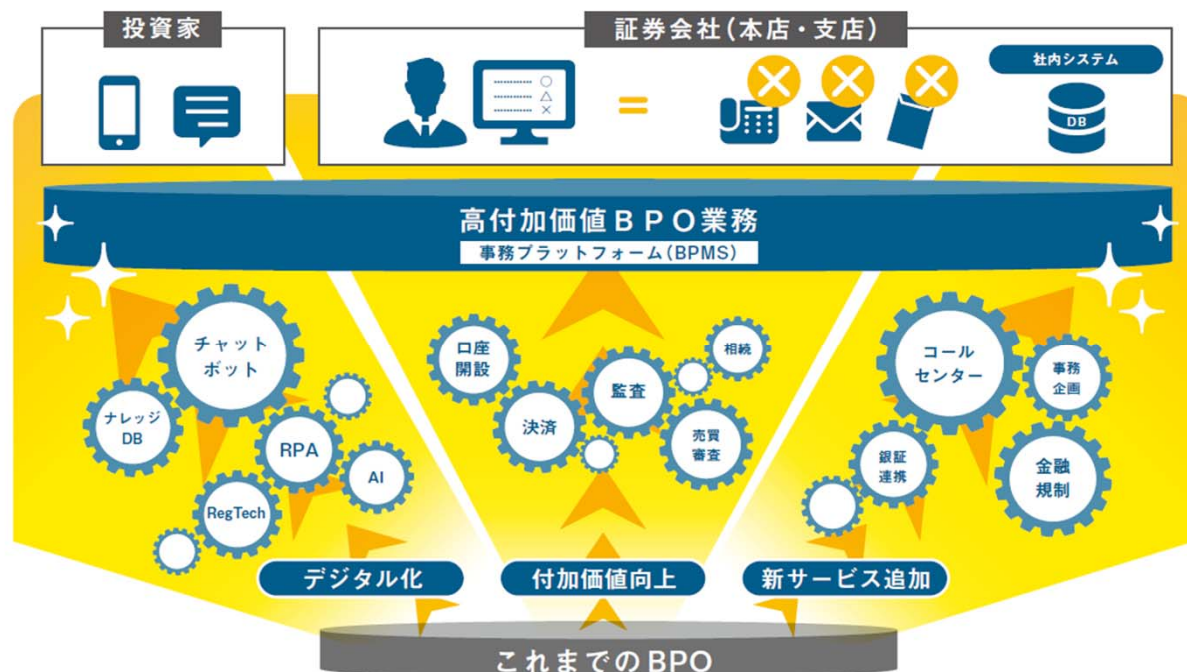 投資家
証券会社(本店・支店)
社内システム
DB
高付加価値BPO業務
事務プラットフォーム(BPMS)
チャット
ボット
ナレッジ
DB
RPA
AI
RegTech
口座
開設
決済
監査
相続
売買
審査
コール
センター
事務
企画
銀証
連携
金融
規制
デジタル化
付加価値向上
新サービス追加
これまでのBPO